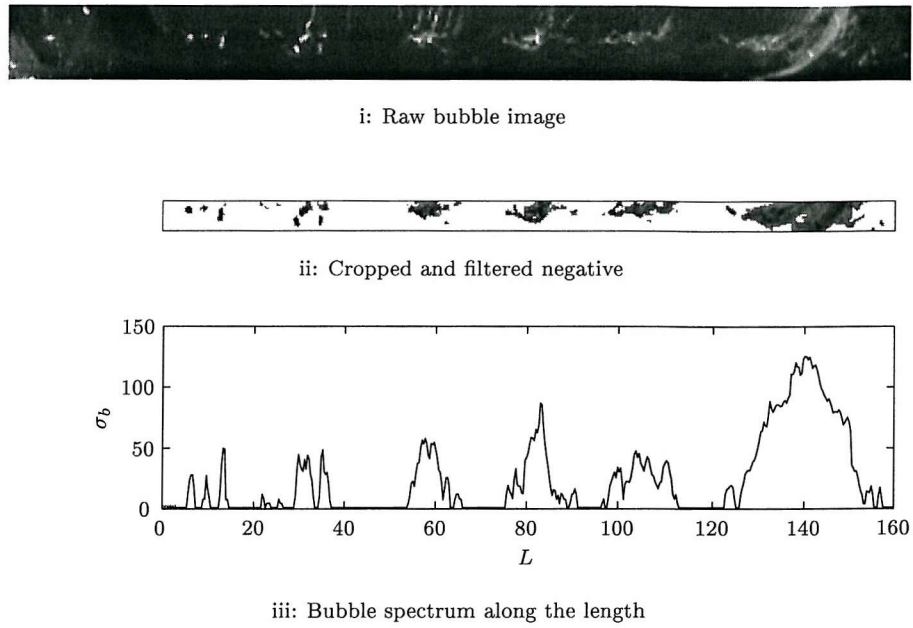 i: Raw bubble image
ii: Cropped and filtered negative
150
100
50
0
σb
0 20 40 60 80 100 120 140 160
L
iii: Bubble spectrum along the length